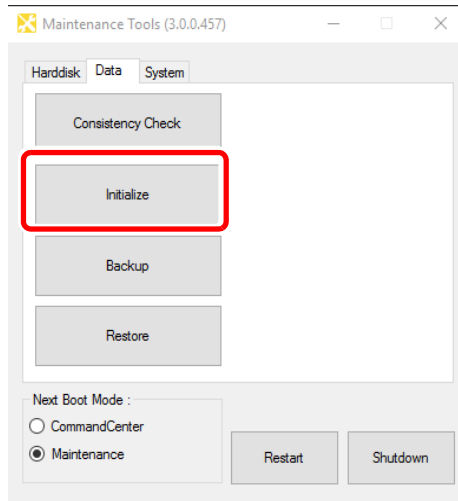 Maintenance Tools (3.0.0.457)
Harddisk Data System
Consistency Check
Initialize
Backup
Restore
Next Boot Mode :
CommandCenter
Maintenance
Restart Shutdown